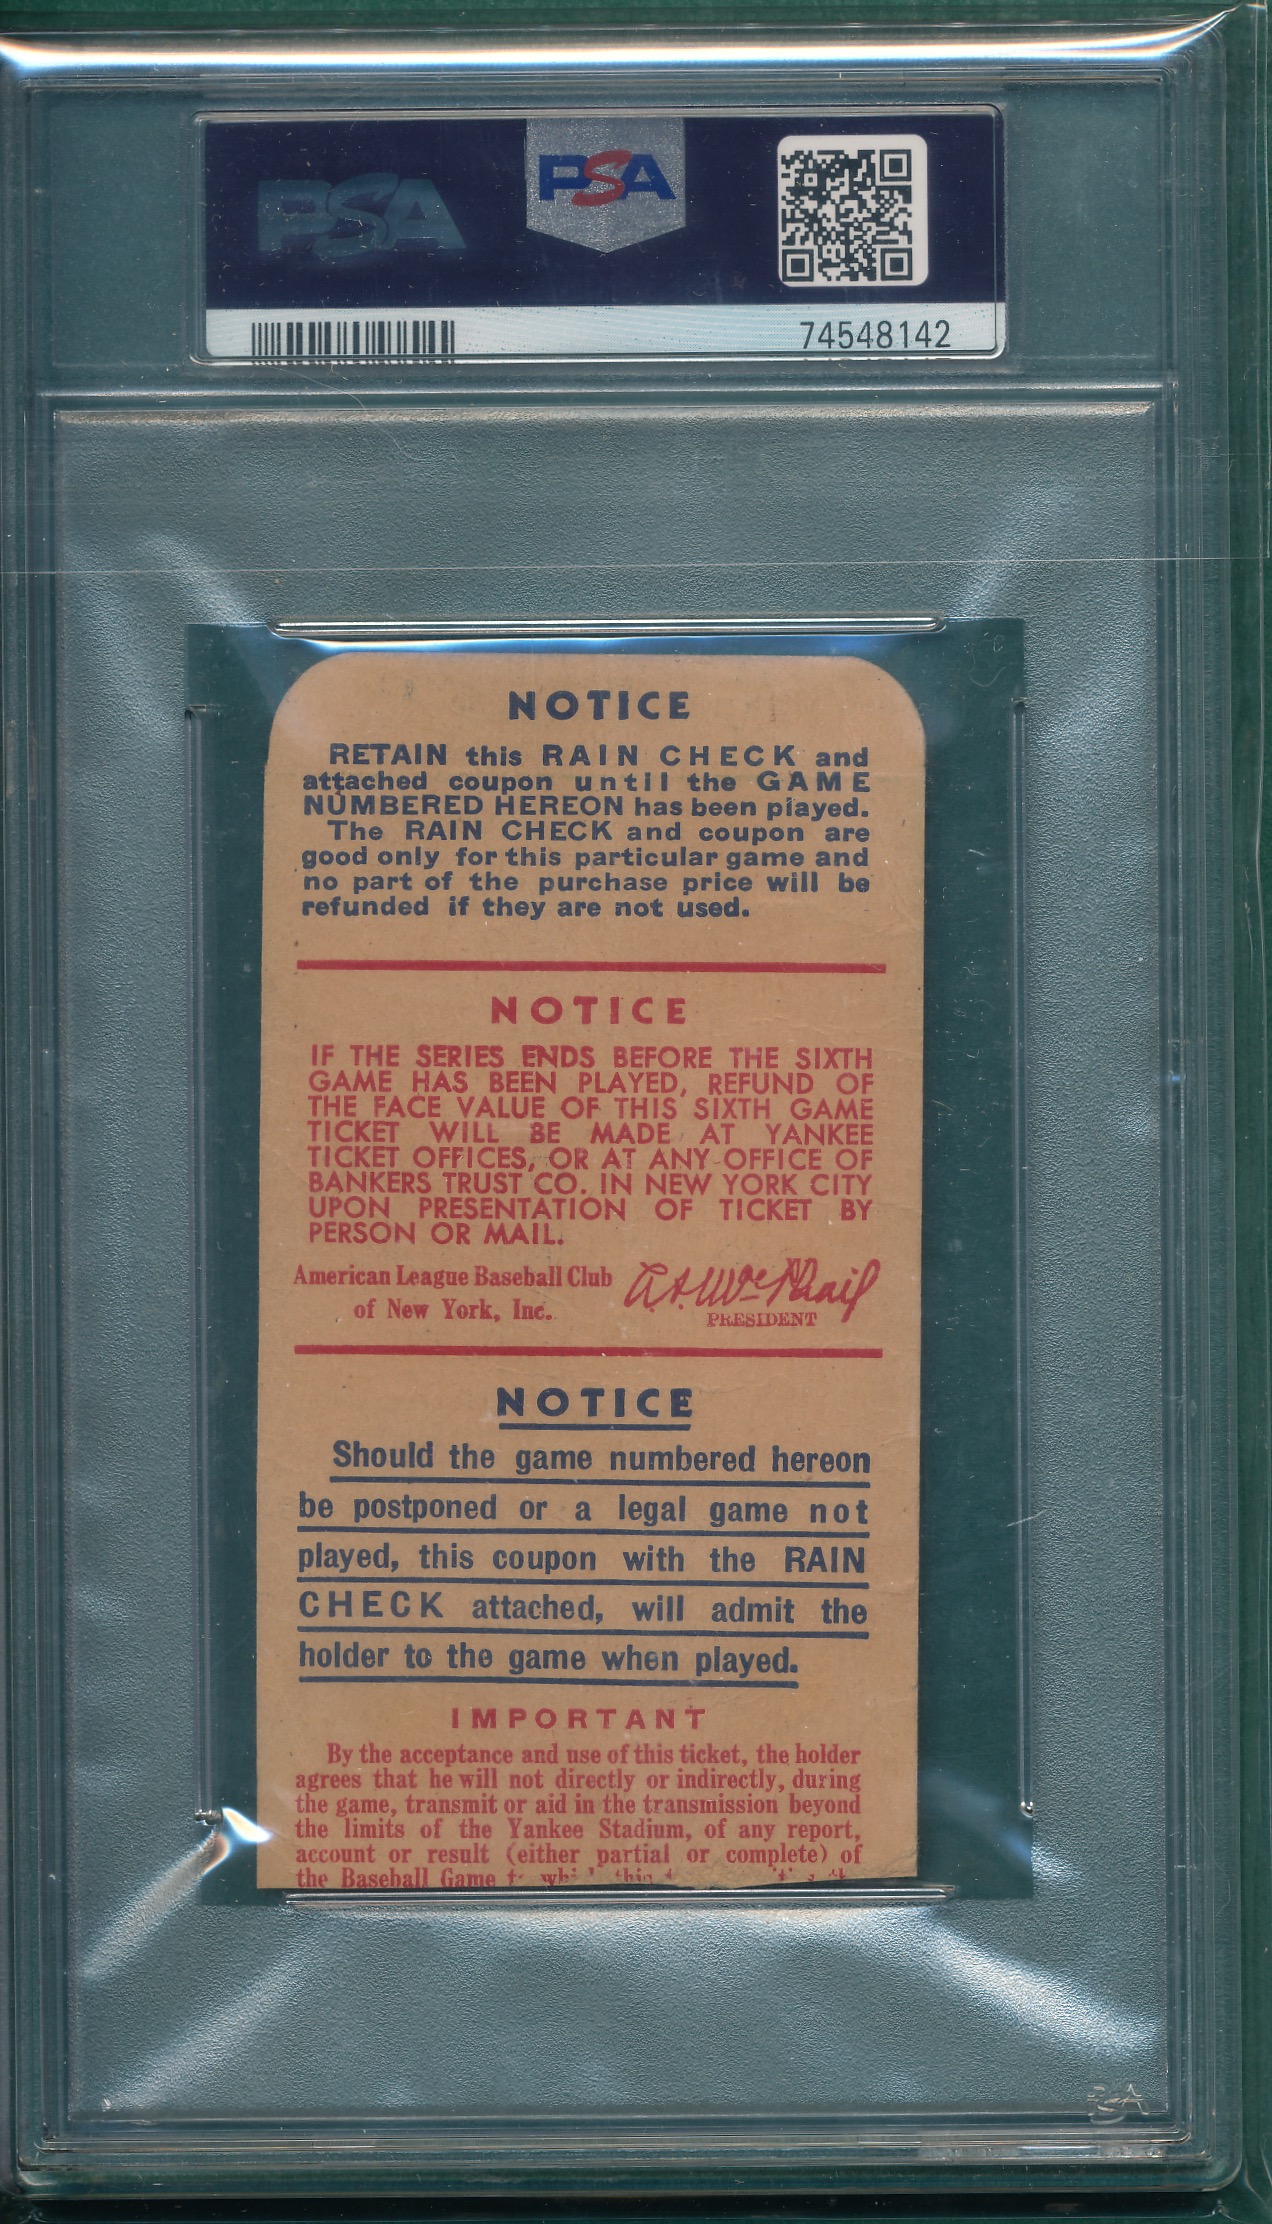 PSA
PSA
74548142
NOTICE
RETAIN this RAIN CHECK and
attached coupon until the GAME
NUMBERED HEREON has been played.
The RAIN CHECK and coupon are
good only for this particular game and
no part of the purchase price will be
refunded if they are not used.
NOTICE
IF THE SERIES ENDS BEFORE THE SIXTH
GAME HAS BEEN PLAYED, REFUND OF
THE FACE VALUE OF THIS SIXTH GAME
TICKET WILL BE MADE AT YANKEE
TICKET OFFICES, OR AT ANY OFFICE OF
BANKERS TRUST CO. IN NEW YORK CITY
UPON PRESENTATION OF TICKET BY
PERSON OR MAIL.
American League Baseball Club
of New York, Inc.
PRESIDENT
NOTICE
Should the game numbered hereon
be postponed or a legal game not
played, this coupon with the RAIN
CHECK attached, will admit the
holder to the game when played.
IMPORTANT
By the acceptance and use of this ticket, the holder
agrees that he will not directly or indirectly, during
the game, transmit or aid in the transmission beyond
the limits of the Yankee Stadium, of any report,
account or result (either partial or complete) of
the Baseball Game
PSA